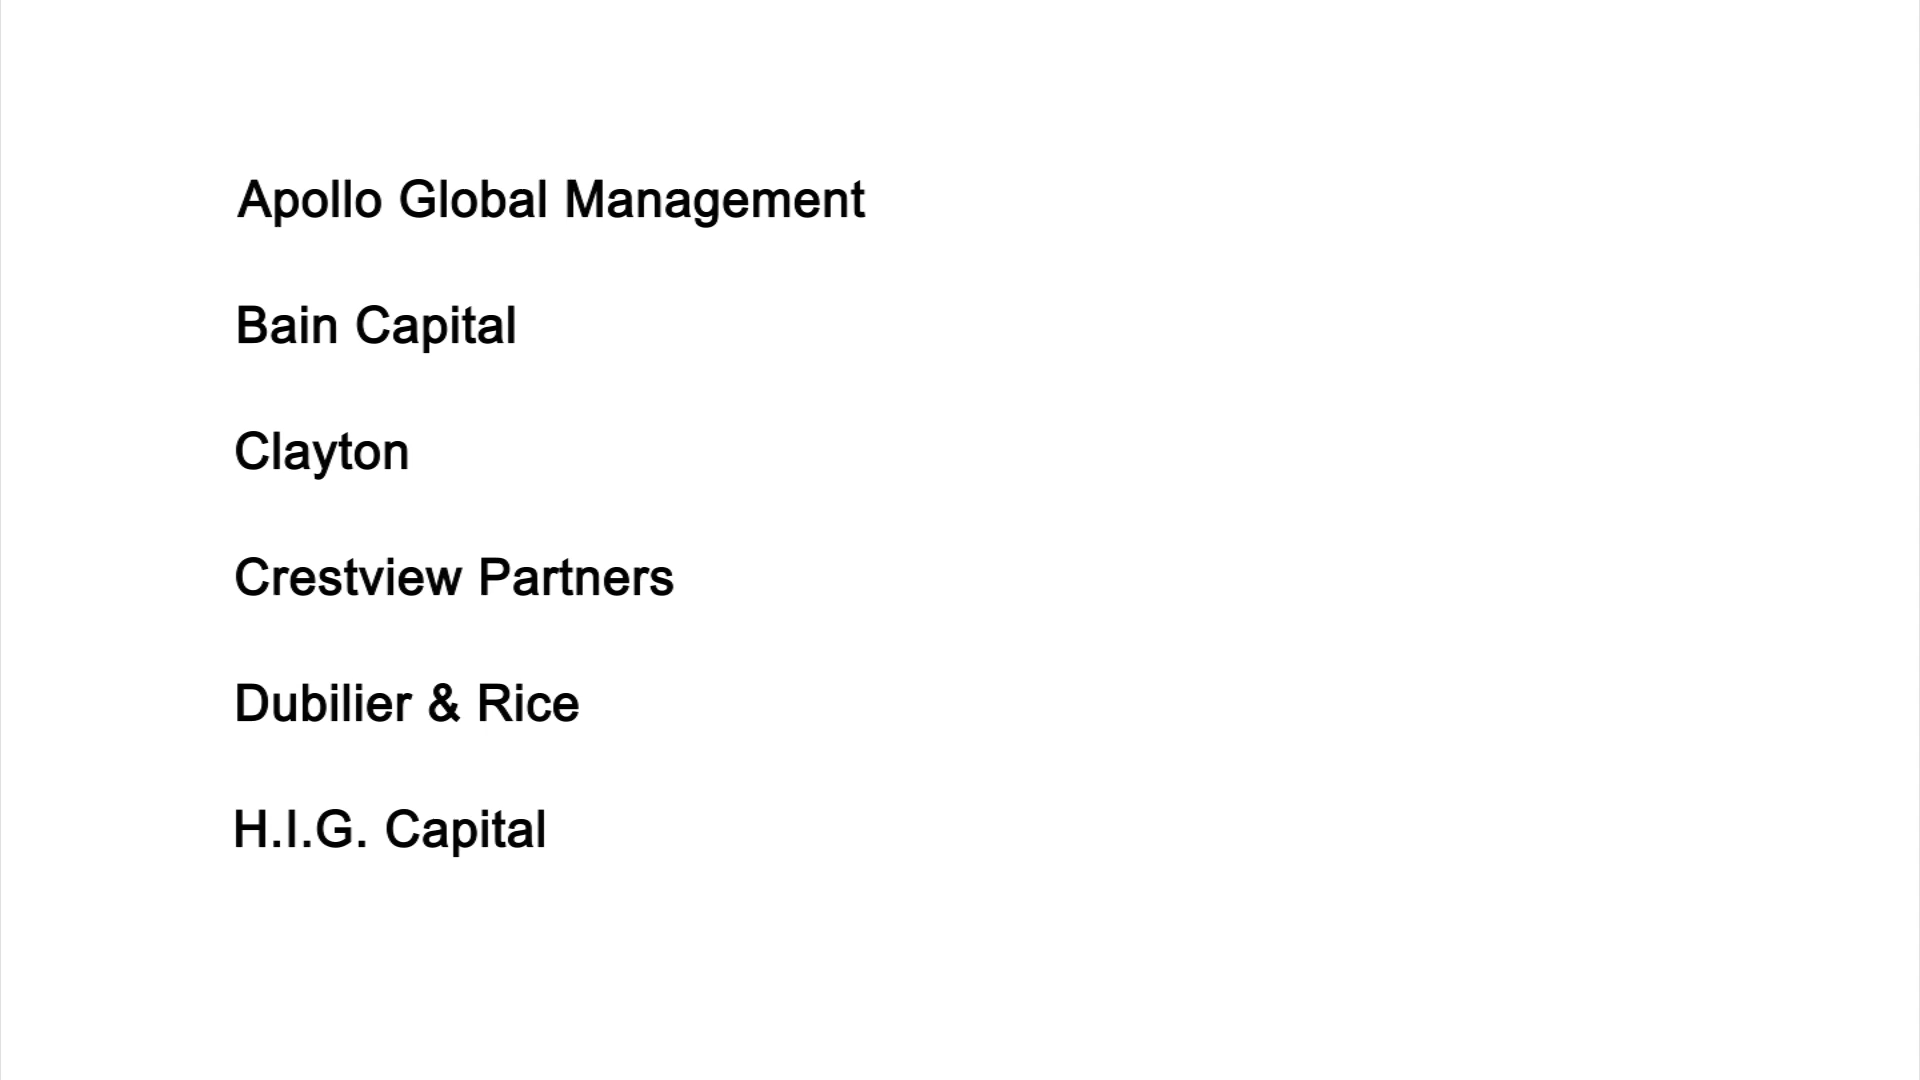 Apollo Global Management
Bain Capital
Clayton
Crestview Partners
Dubilier & Rice
H.I.G. Capital